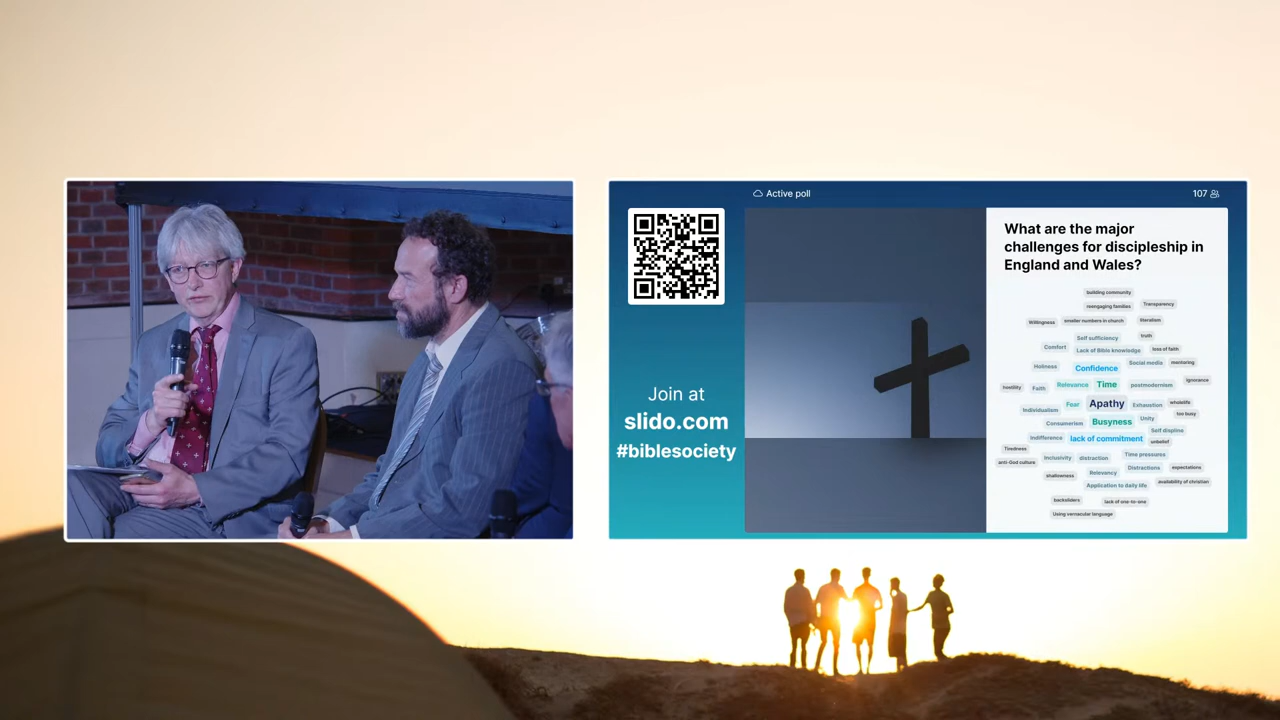 Active poll
107
Join at
slido.com
#biblesociety
What are the major
challenges for discipleship in
England and Wales?
building community
reengaging families
Transparency
Willingness
smaller numbers in church
literalism
Self sufficiency
truth
Comfort
Lack of Bible knowledge
loss of faith
Holiness
Confidence
Social media
mentoring
hostility
Faith
Relevance
Time
postmodernism
ignorance
Individualism
Fear
Apathy
Exhaustion
wholelife
too busy
Consumerism
Busyness
Unity
Self displine
Indifference
lack of commitment
unbelief
Tiredness
anti-God culture
Inclusivity
distraction
Time pressures
Relevancy
Distractions
expectations
shallowness
Application to daily life
availability of christian
backsliders
lack of one-to-one
Using vernacular language